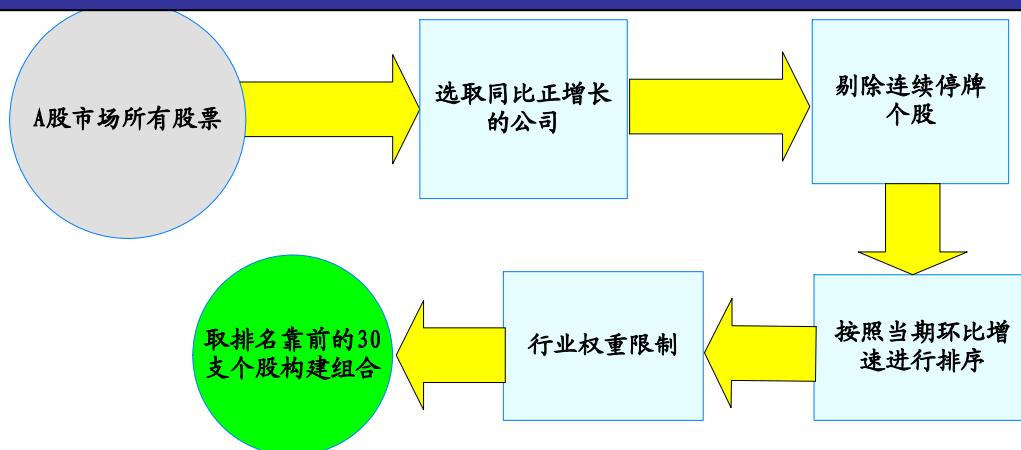 A股市场所有股票
选取同比正增长
的公司
剔除连续停牌
个股
按照当期环比增
速进行排序
行业权重限制
取排名靠前的30
支个股构建组合